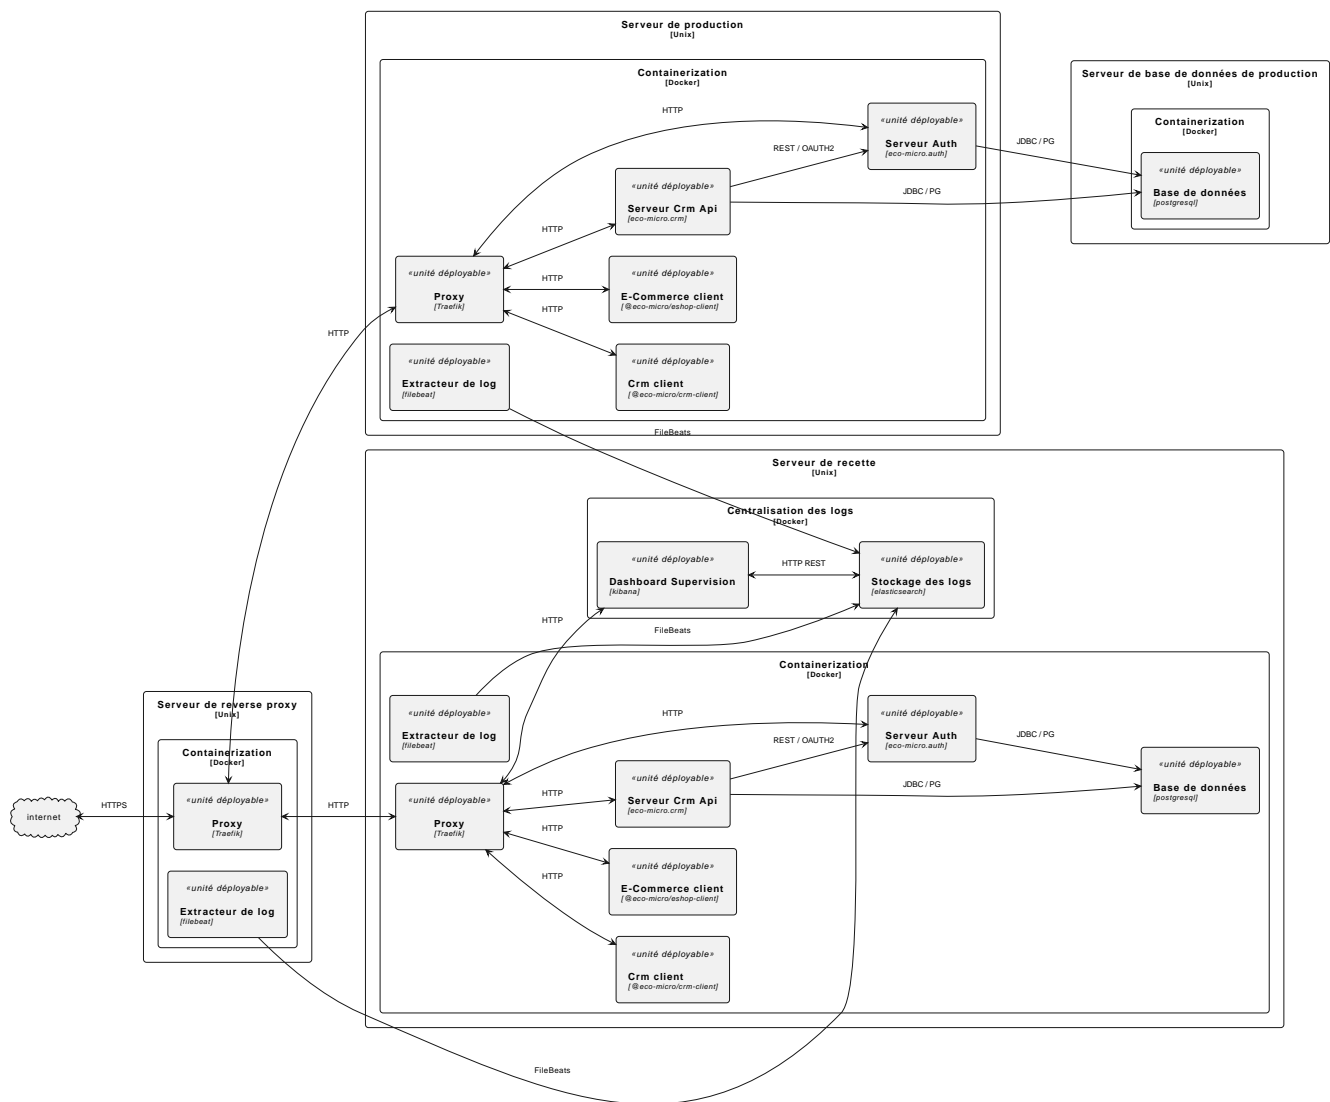 Serveur de production
[Unix]
Containerization
[Docker]
HTTP
«unité déployable»
Serveur Auth
[eco-micro.auth]
REST / OAUTH2
JDBC / PG
«unité déployable»
Serveur Crm Api
[eco-micro.crm]
JDBC / PG
HTTP
«unité déployable»
Proxy
[Traefik]
HTTP
«unité déployable»
E-Commerce client
[@eco-micro/eshop-client]
HTTP
HTTP
«unité déployable»
Extracteur de log
[filebeat]
«unité déployable»
Crm client
[@eco-micro/crm-client]
FileBeats
Serveur de base de données de production
[Unix]
Containerization
[Docker]
«unité déployable»
Base de données
[postgresql]
Serveur de recette
[Unix]
Centralisation des logs
[Docker]
«unité déployable»
Dashboard Supervision
[kibana]
HTTP REST
«unité déployable»
Stockage des logs
[elasticsearch]
HTTP
FileBeats
Containerization
[Docker]
«unité déployable»
Extracteur de log
[filebeat]
HTTP
«unité déployable»
Serveur Auth
[eco-micro.auth]
REST / OAUTH2
JDBC / PG
«unité déployable»
Serveur Crm Api
[eco-micro.crm]
JDBC / PG
«unité déployable»
Base de données
[postgresql]
HTTP
«unité déployable»
Proxy
[Traefik]
HTTP
«unité déployable»
E-Commerce client
[@eco-micro/eshop-client]
HTTP
«unité déployable»
Crm client
[@eco-micro/crm-client]
Serveur de reverse proxy
[Unix]
Containerization
[Docker]
internet
HTTPS
«unité déployable»
Proxy
[Traefik]
HTTP
«unité déployable»
Extracteur de log
[filebeat]
FileBeats